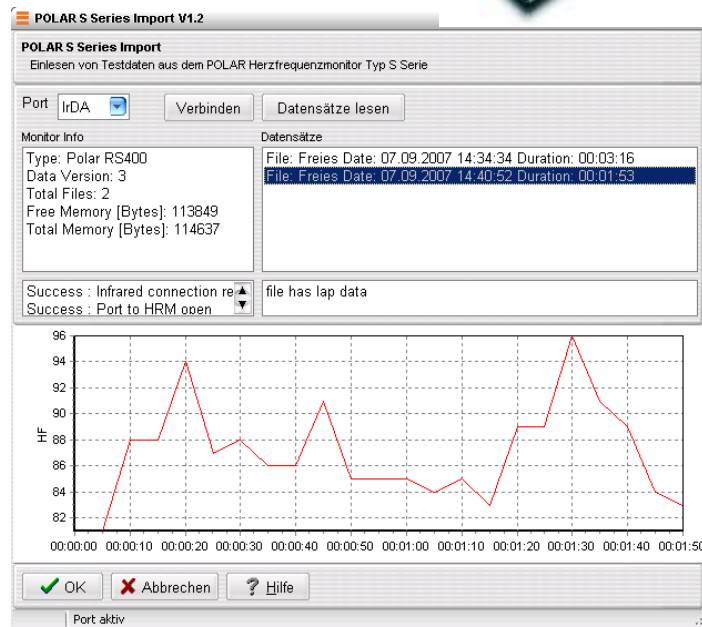 POLAR S Series Import V1.2
POLAR S Series Import
Einlesen von Testdaten aus dem POLAR Herzfrequenzmonitor Typ S Serie
Port IrDA Verbinden Datensätze lesen
Monitor Info
Type: Polar RS400
Data Version: 3
Total Files: 2
Free Memory [Bytes]: 113849
Total Memory [Bytes]: 114637
Datensätze
File: Freies Date: 07.09.2007 14:34:34 Duration: 00:03:16
File: Freies Date: 07.09.2007 14:40:52 Duration: 00:01:53
Success : Infrared connection re
Success : Port to HRM open
file has lap data
96
94
92
90
88
86
84
82
HF
00:00:00 00:00:10 00:00:20 00:00:30 00:00:40 00:00:50 00:01:00 00:01:10 00:01:20 00:01:30 00:01:40 00:01:50
OK Abbrechen Hilfe
Port aktiv